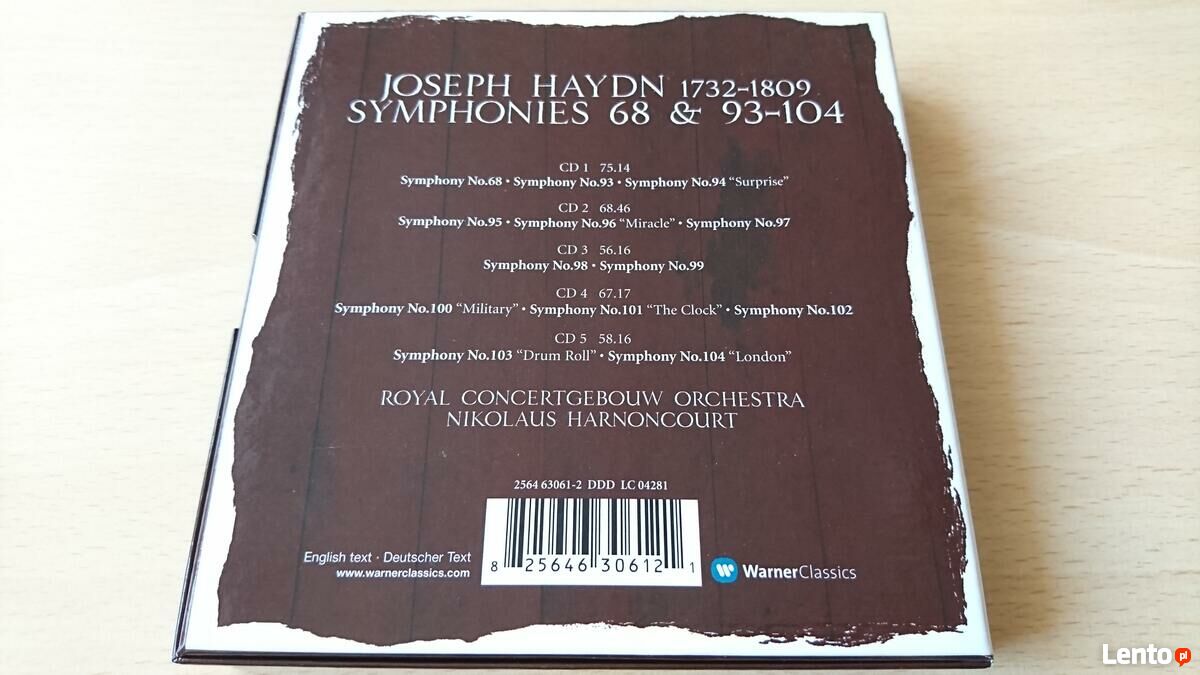 JOSEPH HAYDN 1732-1809
SYMPHONIES 68 & 93-104
CD 1 75.14
Symphony No.68 • Symphony No.93 • Symphony No.94 “Surprise”
CD 2 68.46
Symphony No.95 • Symphony No.96 “Miracle” • Symphony No.97
CD 3 56.16
Symphony No.98 • Symphony No.99
CD 4 67.17
Symphony No.100 “Military” • Symphony No.101 “The Clock” • Symphony No.102
CD 5 58.16
Symphony No.103 “Drum Roll” • Symphony No.104 “London”
ROYAL CONCERTGEBOUW ORCHESTRA
NIKOLAUS HARNONCOURT
2564 63061-2 DDD LC 04281
English text · Deutscher Text
www.warnerclassics.com
8 25646 30612 1
WarnerClassics
Lento pl